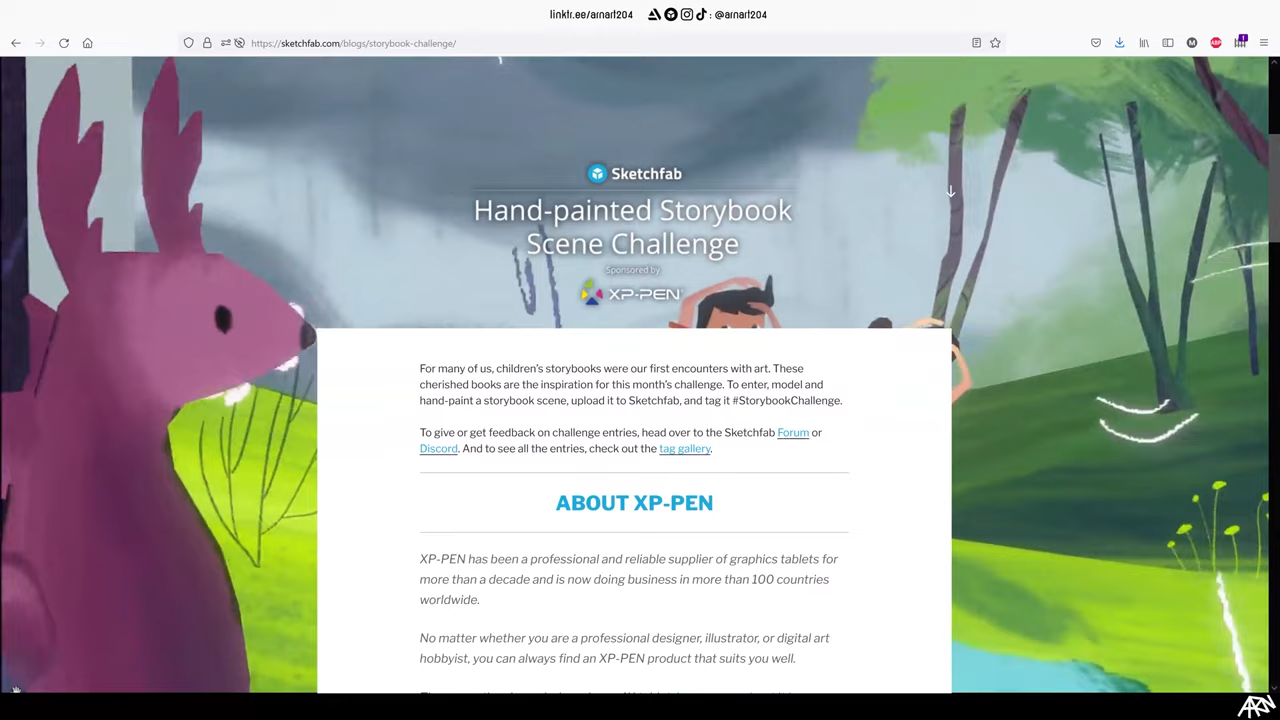 linktr.ee/arnart204 : @arnart204
https://sketchfab.com/blogs/storybook-challenge/
M ABP 1
Sketchfab
Hand-painted Storybook
Scene Challenge
Sponsored by
XP-PEN
For many of us, children's storybooks were our first encounters with art. These
cherished books are the inspiration for this month's challenge. To enter, model and
hand-paint a storybook scene, upload it to Sketchfab, and tag it #StorybookChallenge.
To give or get feedback on challenge entries, head over to the Sketchfab Forum or
Discord. And to see all the entries, check out the tag gallery.
ABOUT XP-PEN
XP-PEN has been a professional and reliable supplier of graphics tablets for
more than a decade and is now doing business in more than 100 countries
worldwide.
No matter whether you are a professional designer, illustrator, or digital art
hobbyist, you can always find an XP-PEN product that suits you well.
ARN